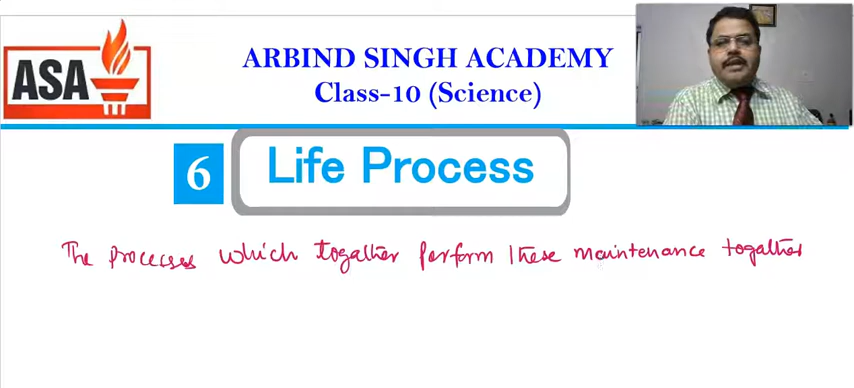 ASA
ARBIND SINGH ACADEMY
Class-10 (Science)
6 Life Process
The processes which togather perform these maintenance togather